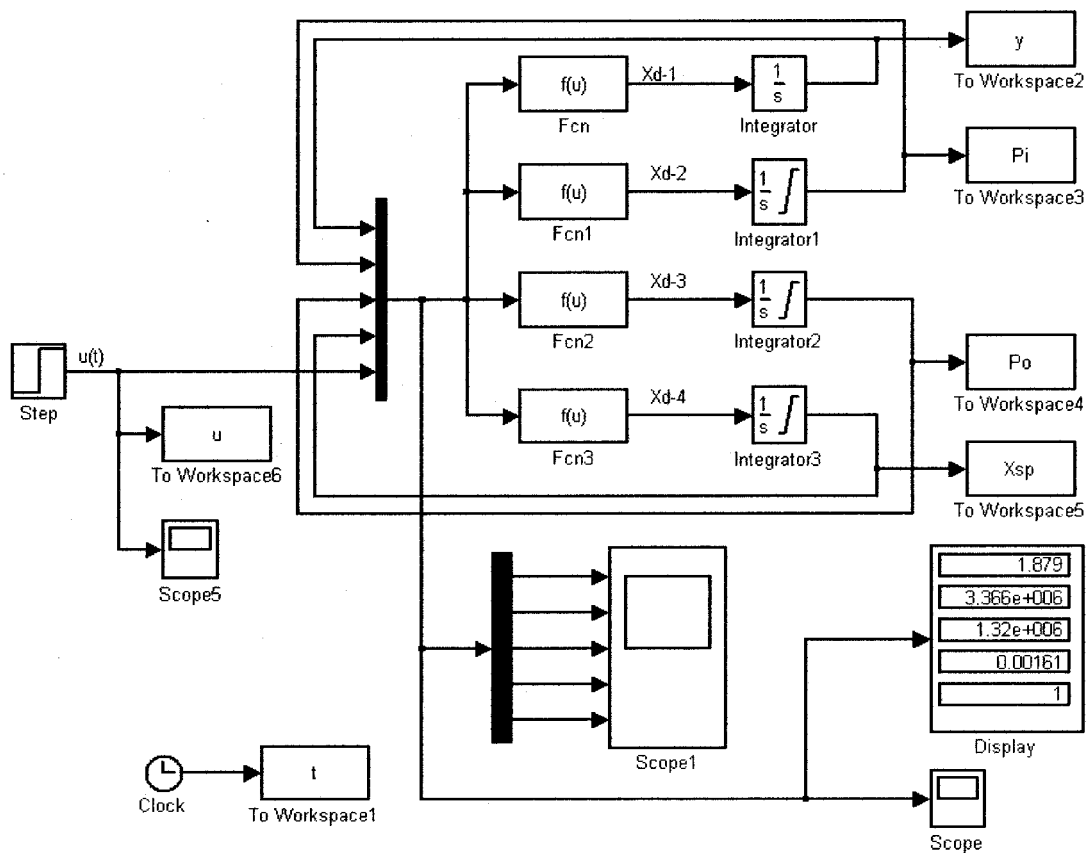 y
To Workspace2
f(u)
Xd-1
1
s
Fcn
Integrator
Pi
To Workspace3
f(u)
Xd-2
1
s
Fcn1
Integrator1
f(u)
Xd-3
1
s
Fcn2
Integrator2
u(t)
Step
Po
To Workspace4
f(u)
Xd-4
1
s
Fcn3
Integrator3
u
To Workspace6
Xsp
To Workspace5
Scope5
1.879
3.366e+006
1.32e+006
0.00161
1
Display
Scope1
t
Clock
To Workspace1
Scope